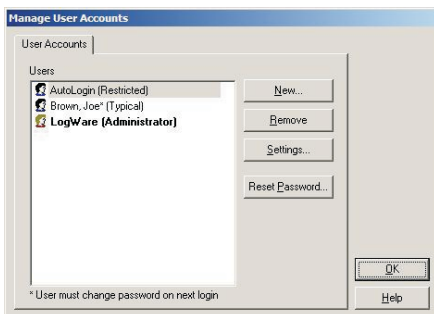 Manage User Accounts
User Accounts
Users
AutoLogin (Restricted)
Brown, Joe* (Typical)
LogWare (Administrator)
New...
Remove
Settings...
Reset Password...
* User must change password on next login
OK
Help